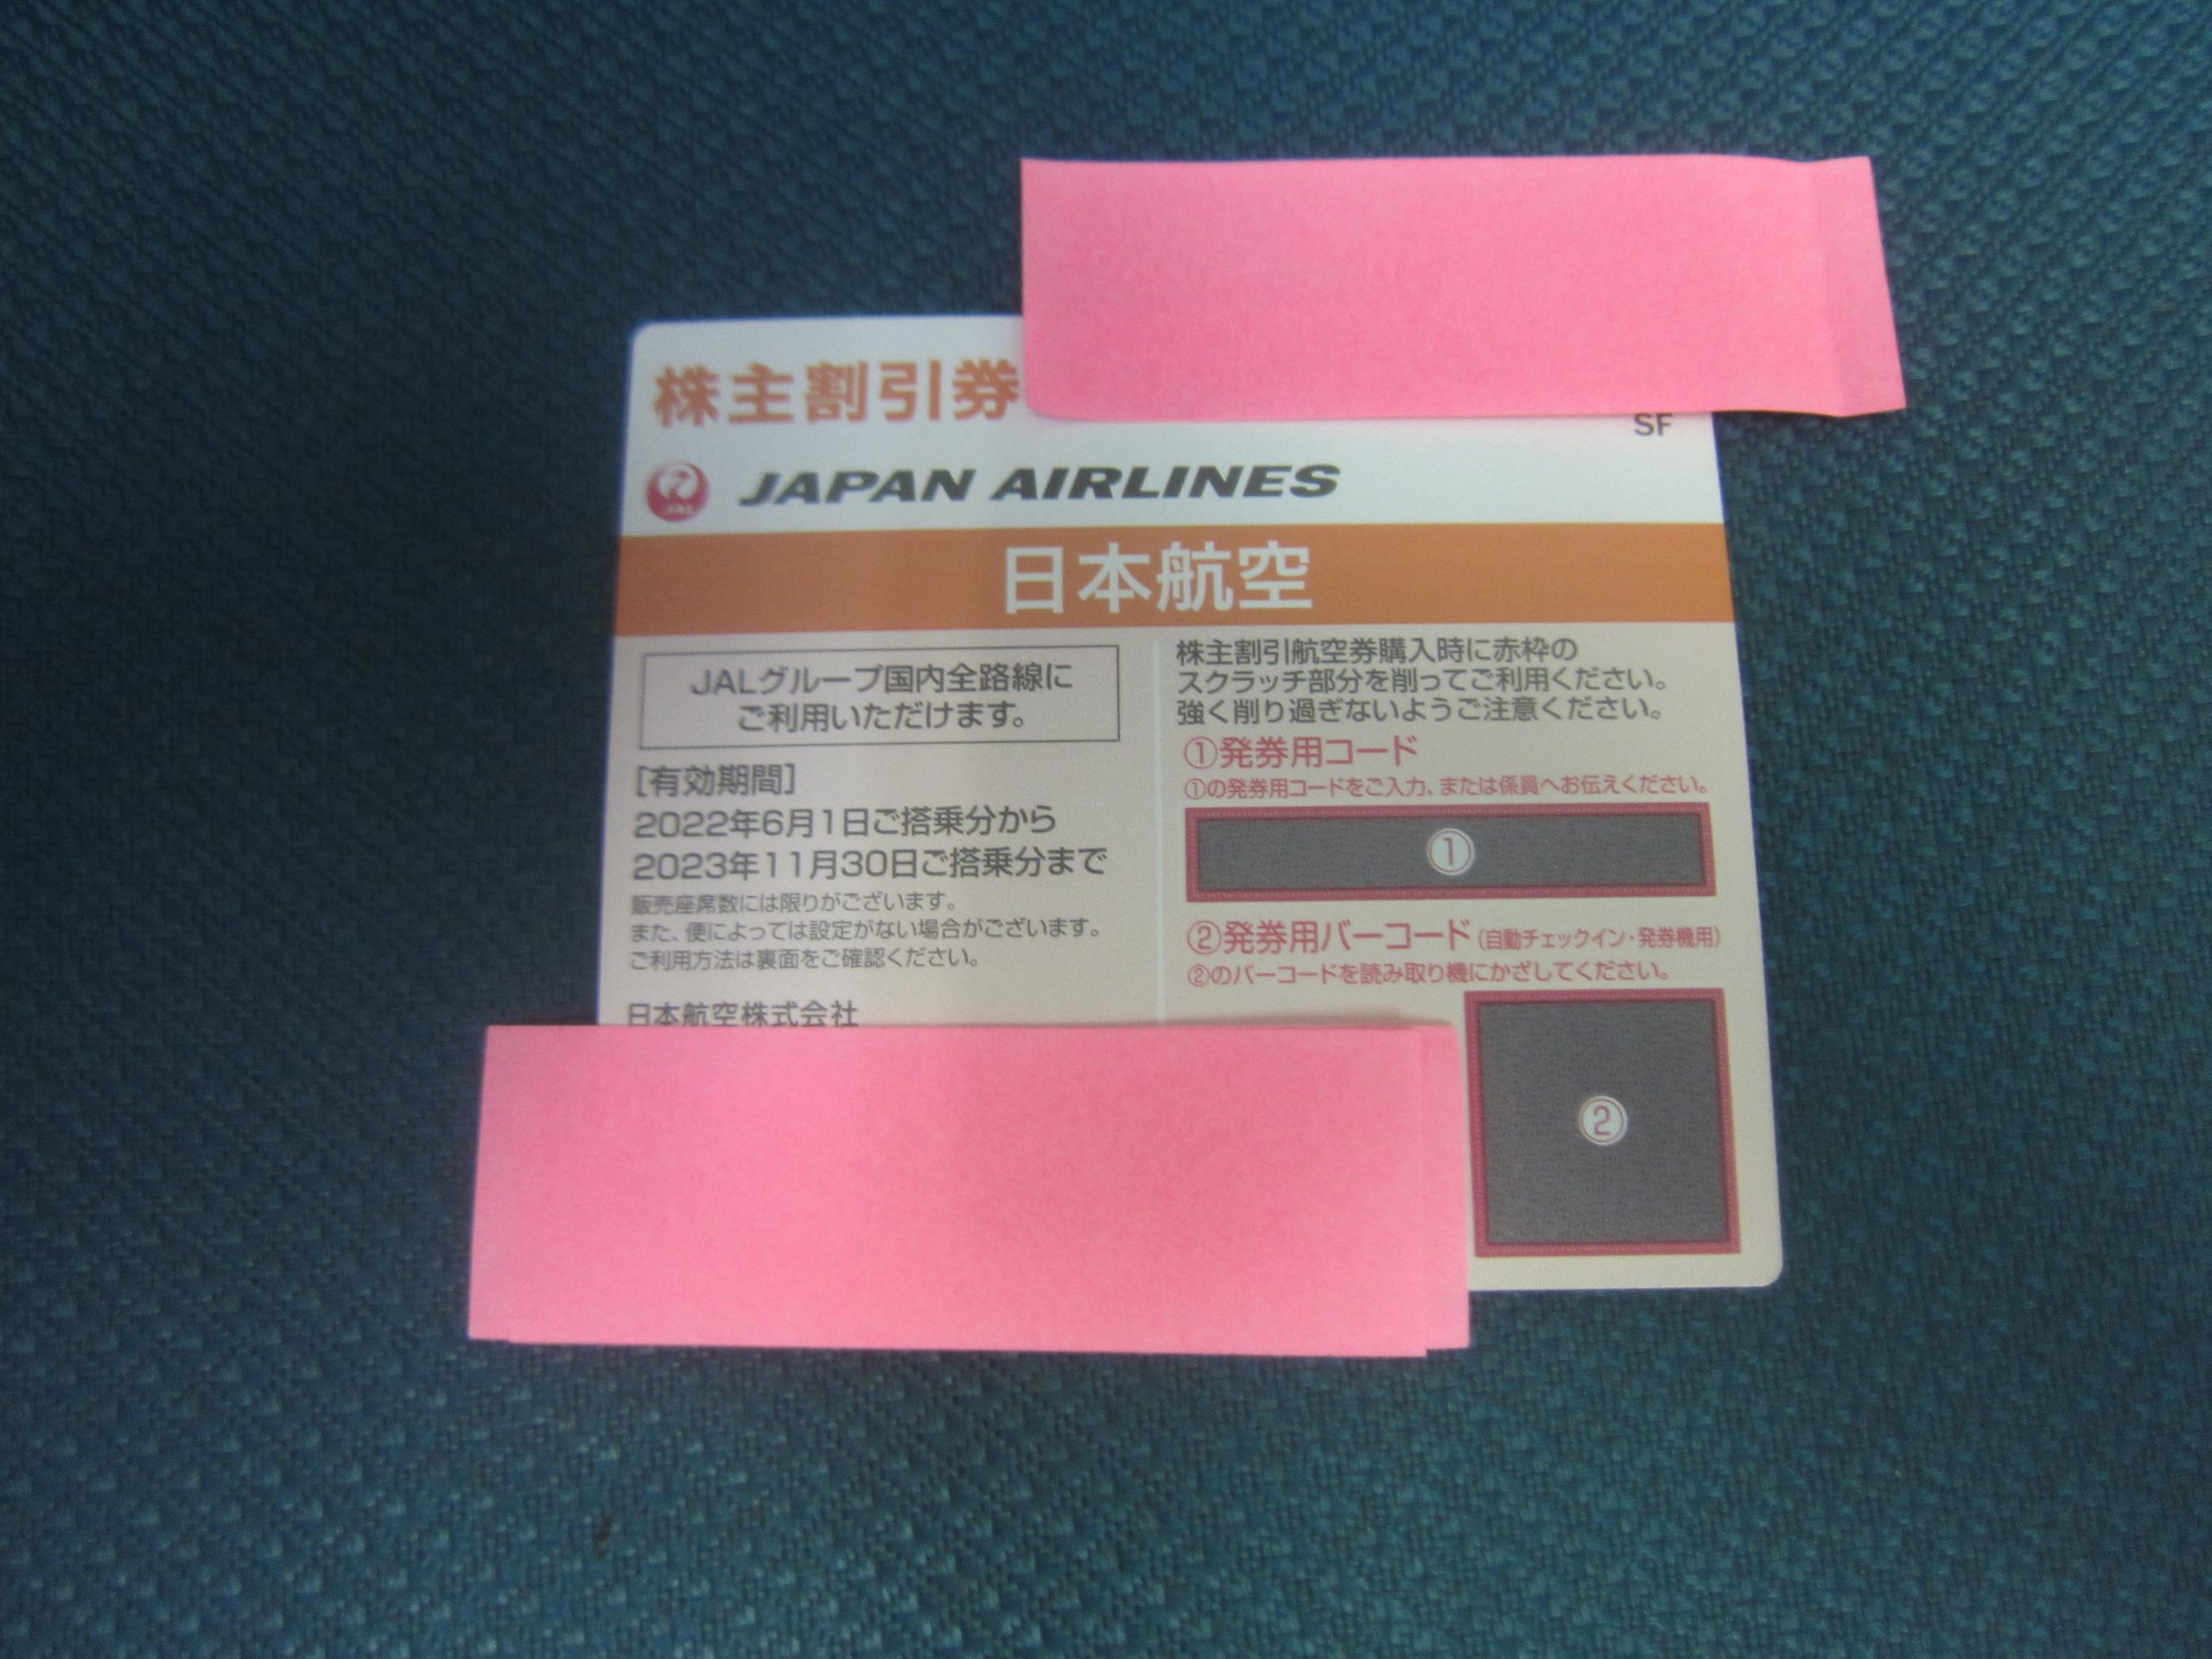 株主割引券
SF
JAL
JAPAN AIRLINES
日本航空
JALグループ国内全路線に
ご利用いただけます。
[有効期間]
2022年6月1日ご搭乗分から
2023年11月30日ご搭乗分まで
販売座席数には限りがございます。
また、便によっては設定がない場合がございます。
ご利用方法は裏面をご確認ください。
日本航空株式会社
株主割引航空券購入時に赤枠の
スクラッチ部分を削ってご利用ください。
強く削り過ぎないようご注意ください。
①発券用コード
①の発券用コードをご入力、または係員へお伝えください。
①
②発券用バーコード(自動チェックイン・発券機用)
②のバーコードを読み取り機にかざしてください。
②